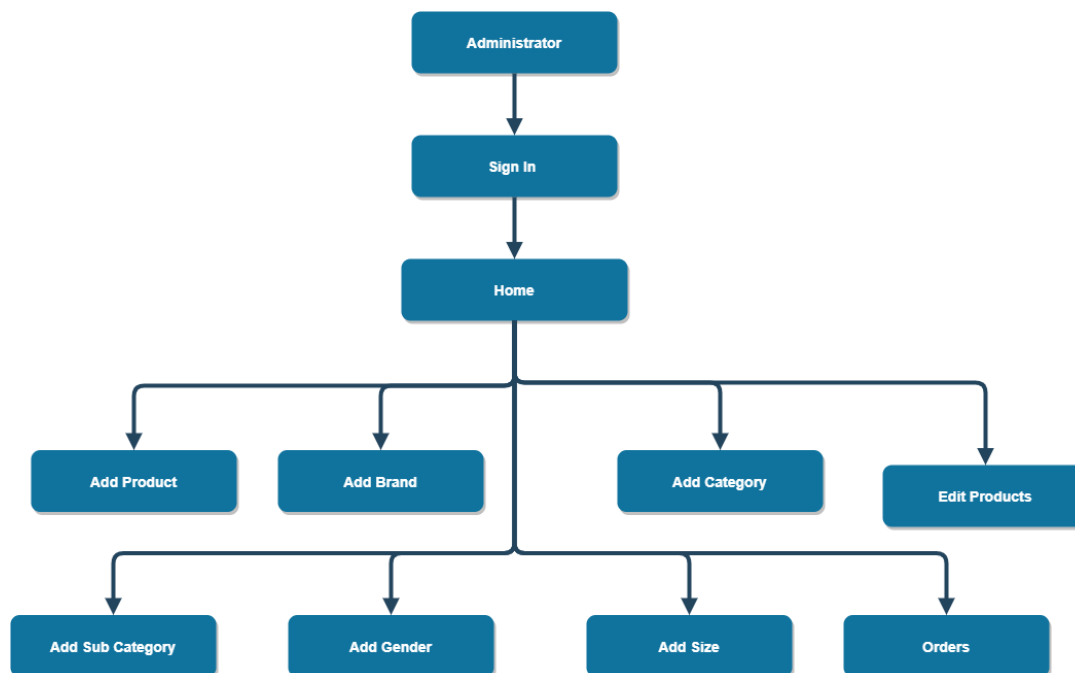 Administrator
Sign In
Home
Add Product
Add Brand
Add Category
Edit Products
Add Sub Category
Add Gender
Add Size
Orders